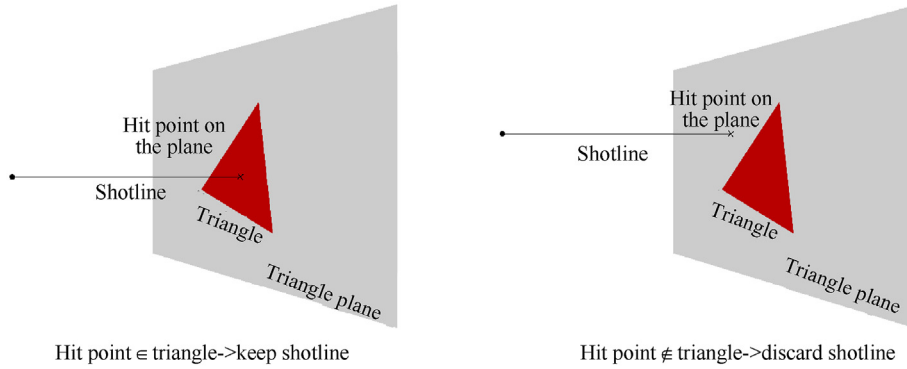 Hit point on
the plane
Shotline
Triangle
Triangle plane
Hit point ∈ triangle->keep shotline
Hit point on
the plane
Shotline
Triangle
Triangle plane
Hit point ∉ triangle->discard shotline